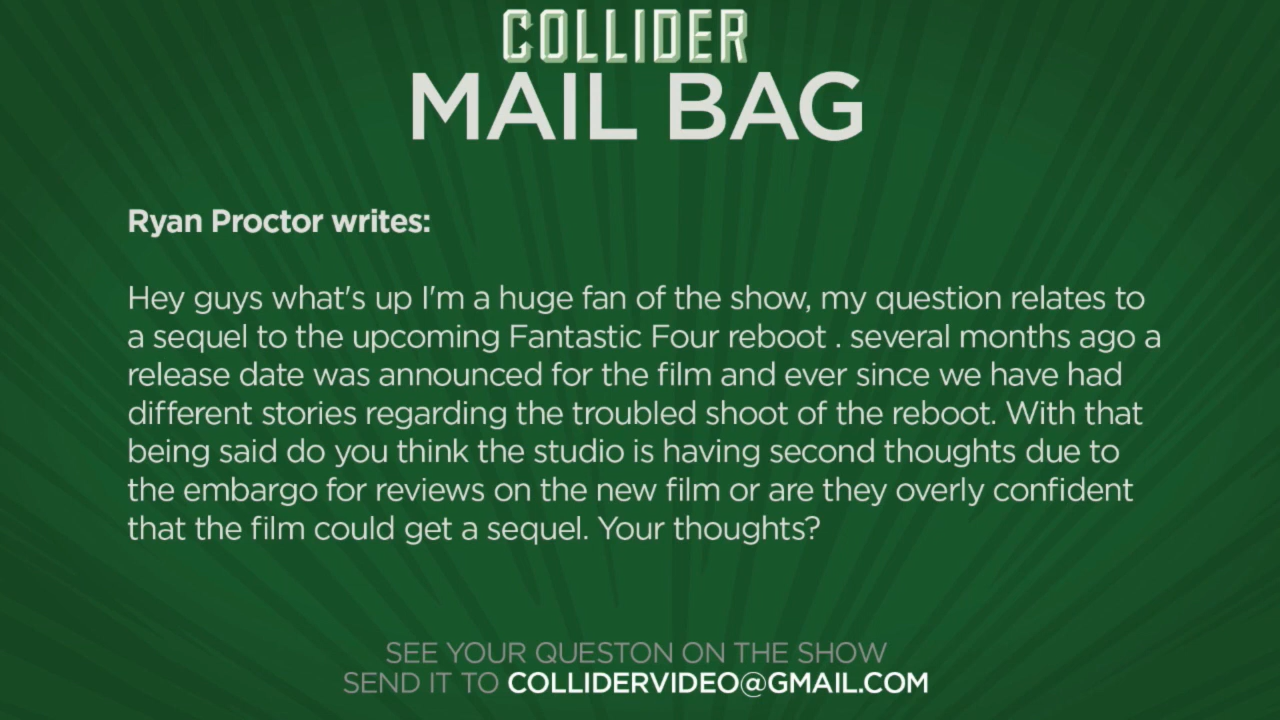 COLLIDER
MAIL BAG
Ryan Proctor writes:
Hey guys what's up I'm a huge fan of the show, my question relates to
a sequel to the upcoming Fantastic Four reboot . several months ago a
release date was announced for the film and ever since we have had
different stories regarding the troubled shoot of the reboot. With that
being said do you think the studio is having second thoughts due to
the embargo for reviews on the new film or are they overly confident
that the film could get a sequel. Your thoughts?
SEE YOUR QUESTON ON THE SHOW
SEND IT TO COLLIDERVIDEO@GMAIL.COM